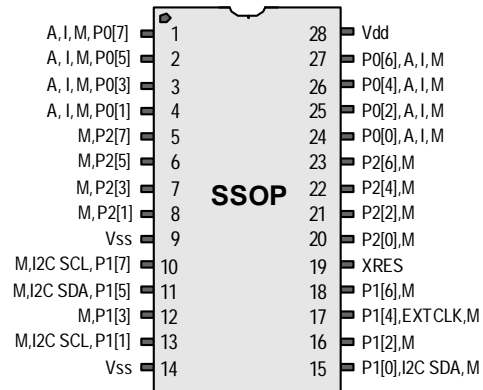 A, I, M, P0[7] 1 28 Vdd
A, I, M, P0[5] 2 27 P0[6], A, I, M
A, I, M, P0[3] 3 26 P0[4], A, I, M
A, I, M, P0[1] 4 25 P0[2], A, I, M
M,P2[7] 5 24 P0[0], A, I, M
M,P2[5] 6 23 P2[6],M
M,P2[3] 7 SSOP 22 P2[4],M
M, P2[1] 8 21 P2[2],M
Vss 9 20 P2[0],M
M,I2C SCL, P1[7] 10 19 XRES
M,I2C SDA, P1[5] 11 18 P1[6],M
M,P1[3] 12 17 P1[4],EXTCLK,M
M,I2C SCL, P1[1] 13 16 P1[2],M
Vss 14 15 P1[0],I2C SDA,M